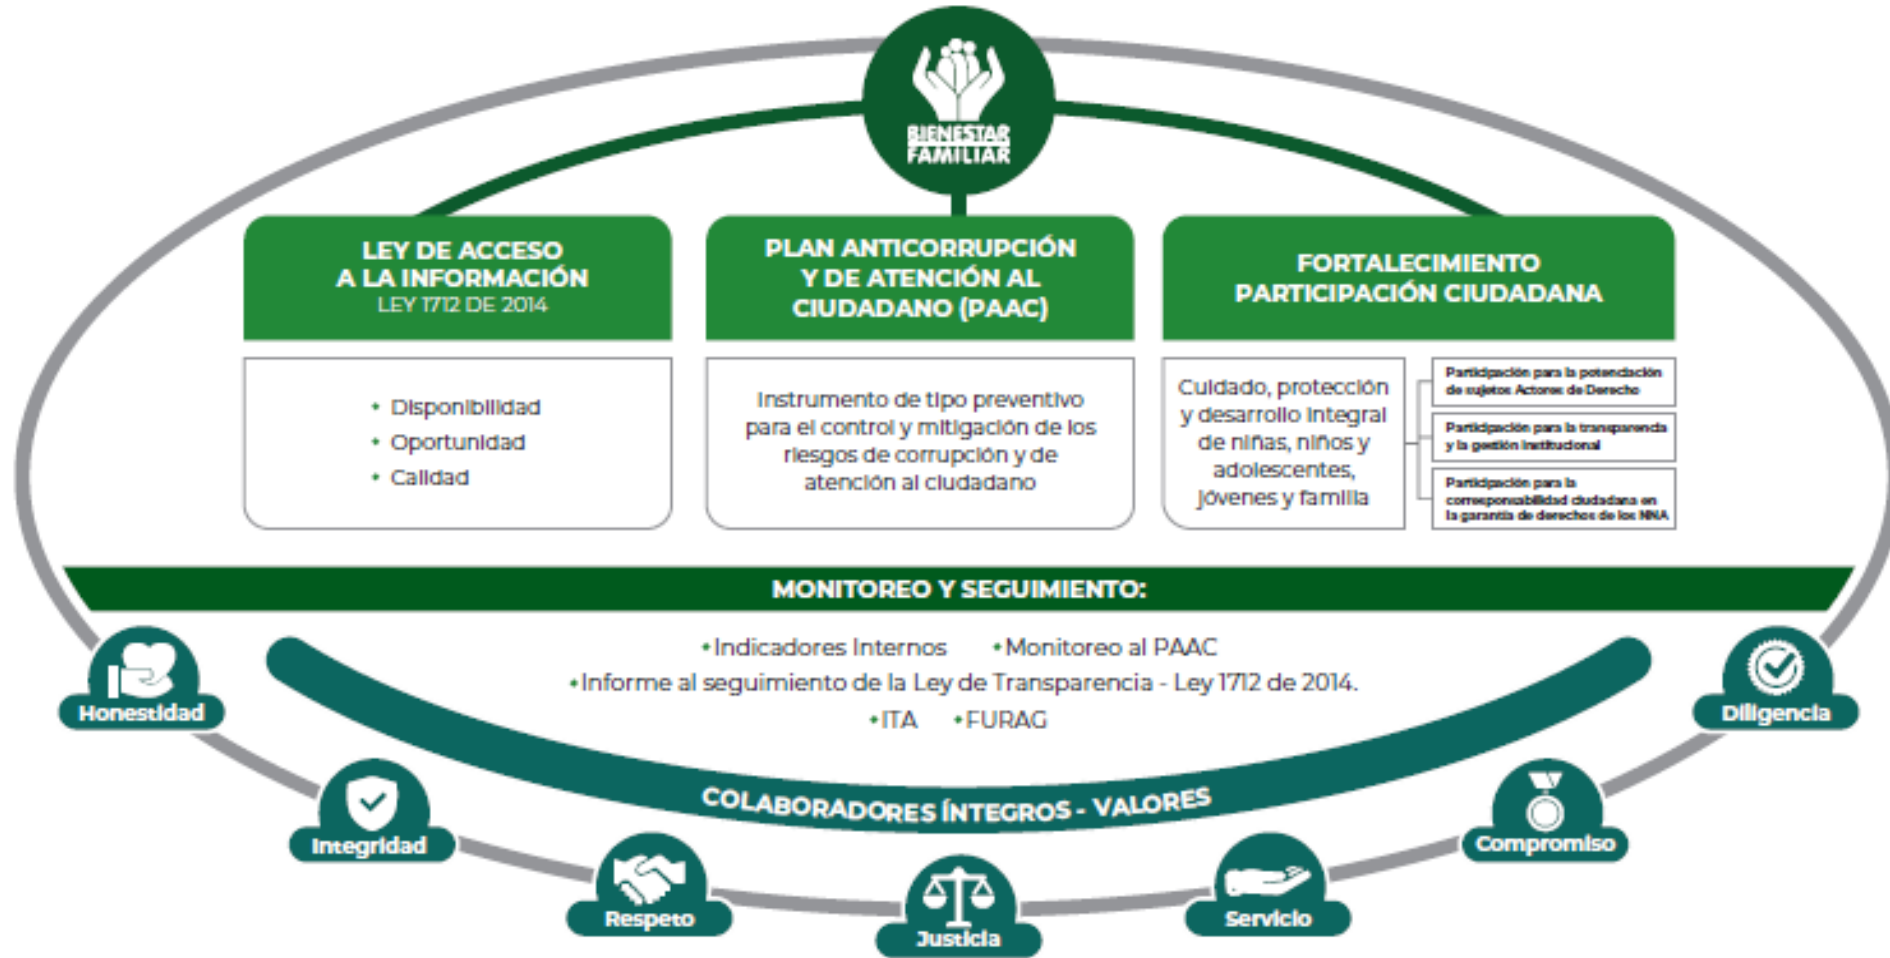 BIENESTAR
FAMILIAR
LEY DE ACCESO
A LA INFORMACIÓN
LEY 1712 DE 2014
• Disponibilidad
• Oportunidad
• Calidad
PLAN ANTICORRUPCIÓN
Y DE ATENCIÓN AL
CIUDADANO (PAAC)
Instrumento de tipo preventivo
para el control y mitigación de los
riesgos de corrupción y de
atención al ciudadano
FORTALECIMIENTO
PARTICIPACIÓN CIUDADANA
Cuidado, protección
y desarrollo integral
de niñas, niños y
adolescentes,
jóvenes y familia
Participación para la potenciación
de sujetos Actores de Derecho
Participación para la transparencia
y la gestión institucional
Participación para la
corresponsabilidad ciudadana en
la garantía de derechos de los NNA
MONITOREO Y SEGUIMIENTO:
• Indicadores Internos • Monitoreo al PAAC
• Informe al seguimiento de la Ley de Transparencia - Ley 1712 de 2014.
• ITA • FURAG
COLABORADORES ÍNTEGROS - VALORES
Honestidad
Integridad
Respeto
Justicia
Servicio
Compromiso
Diligencia